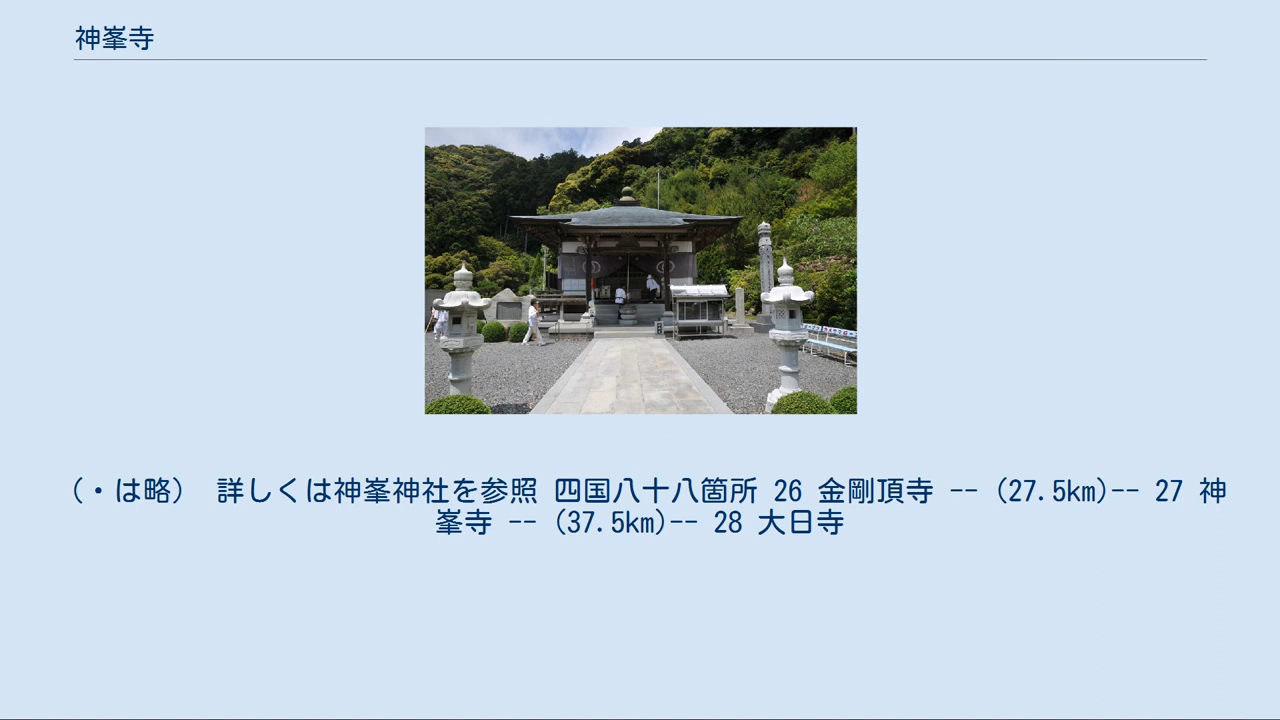 神峯寺
（・は略） 詳しくは神峯神社を参照 四国八十八箇所 26 金剛頂寺 -- (27.5km)-- 27 神
峯寺 -- (37.5km)-- 28 大日寺